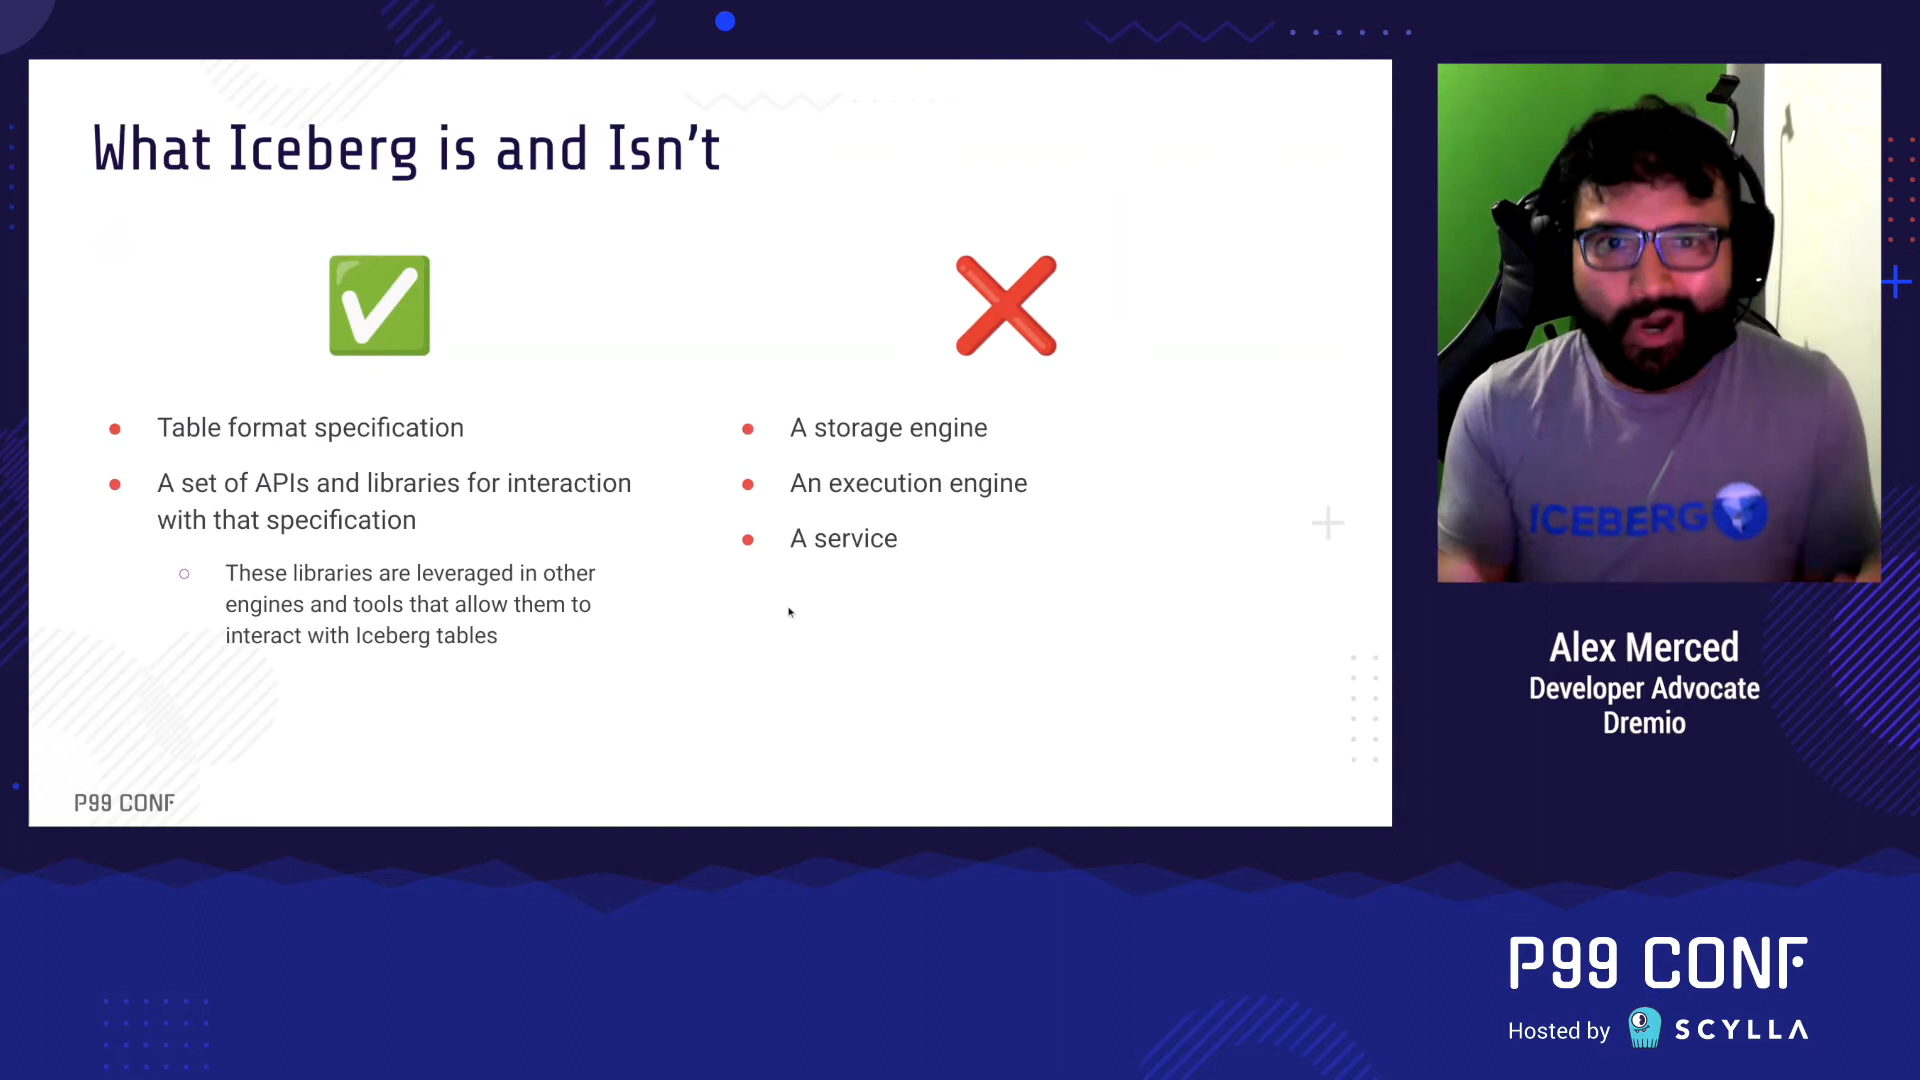 What Iceberg is and Isn’t
Table format specification
A set of APIs and libraries for interaction
with that specification
These libraries are leveraged in other
engines and tools that allow them to
interact with Iceberg tables
A storage engine
An execution engine
A service
P99 CONF
ICEBERG
Alex Merced
Developer Advocate
Dremio
P99 CONF
Hosted by SCYLLA